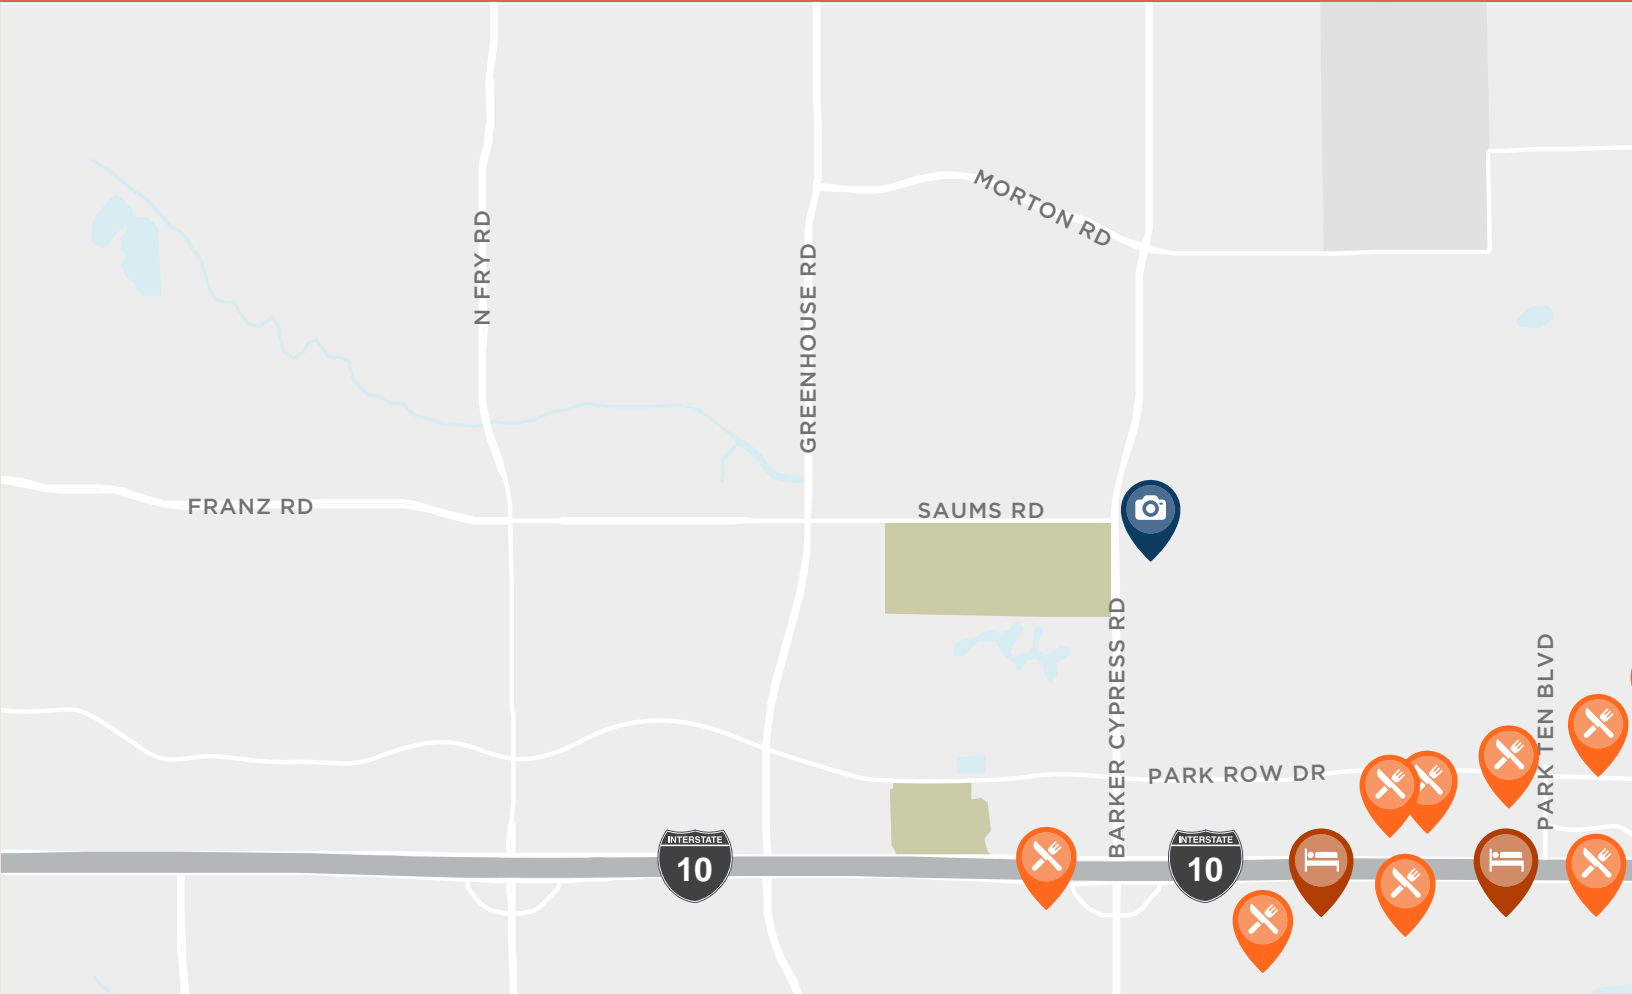 MORTON RD
N FRY RD
GREENHOUSE RD
FRANZ RD
SAUMS RD
BARKER CYPRESS RD
PARK TEN BLVD
PARK ROW DR
INTERSTATE
10
INTERSTATE
10